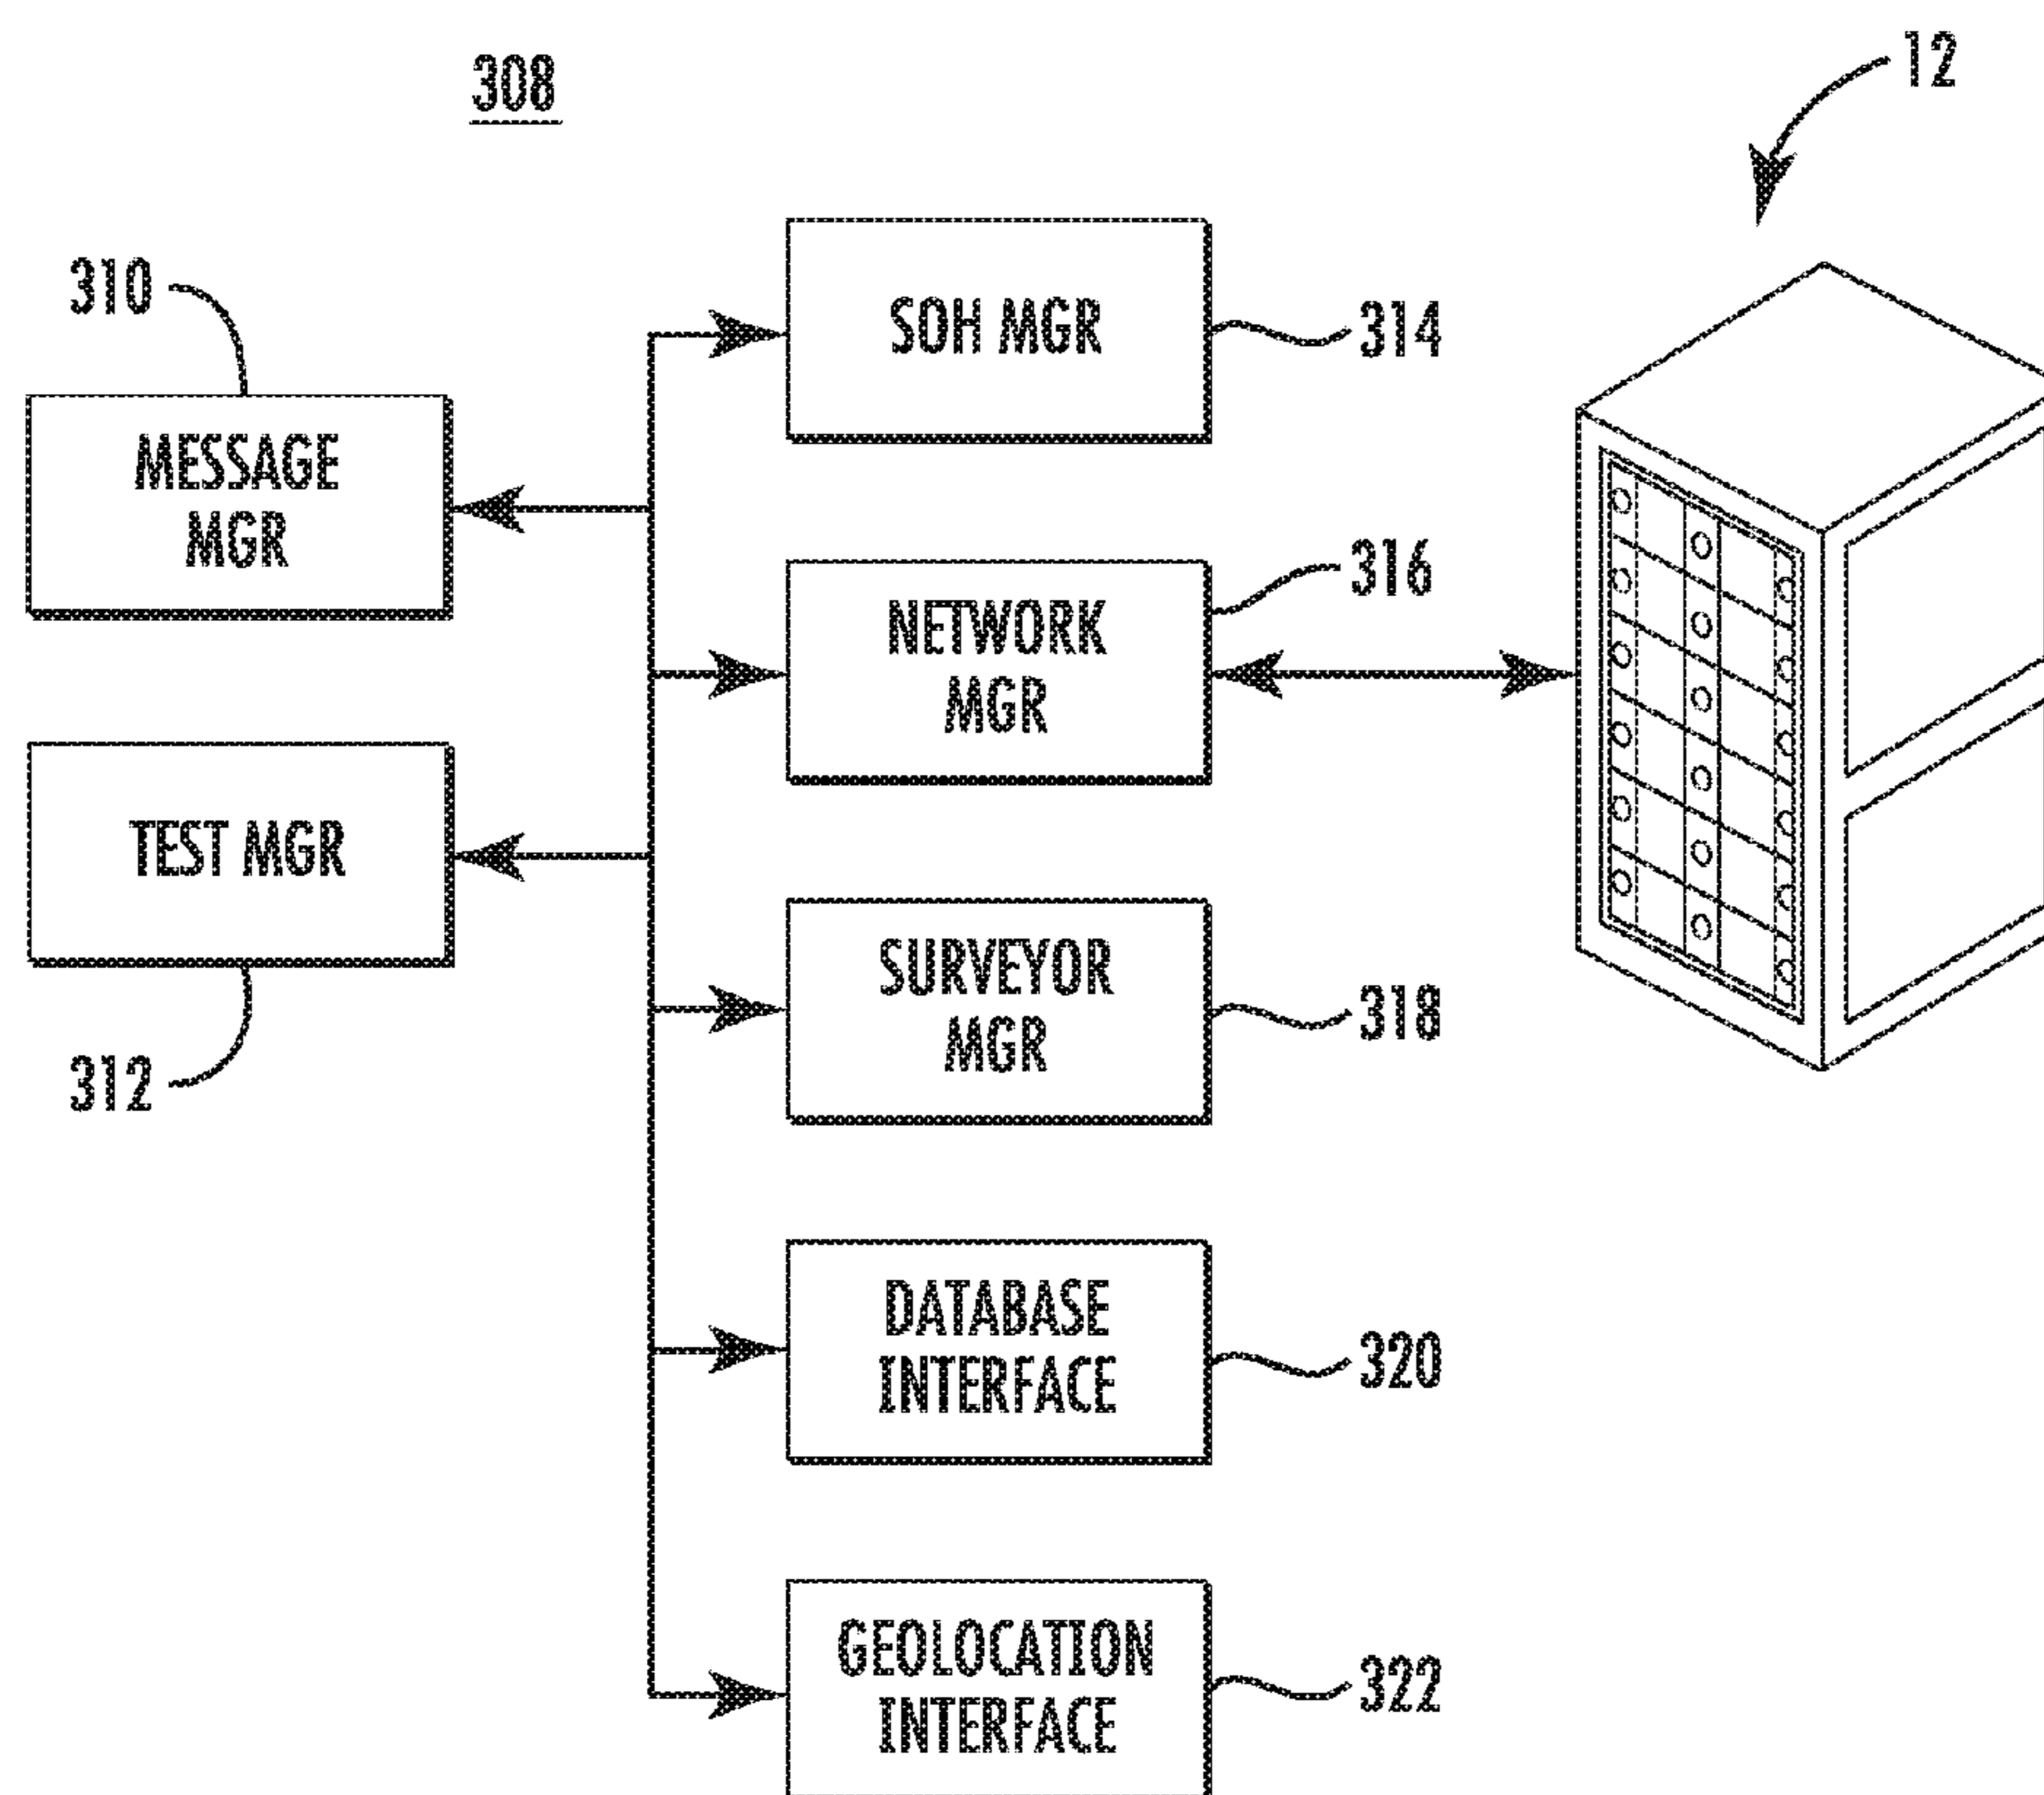 308
12
310
SOH MGR
314
MESSAGE
MGR
316
NETWORK
MGR
TEST MGR
312
SURVEYOR
MGR
318
DATABASE
INTERFACE
320
GEOLOCATION
INTERFACE
322